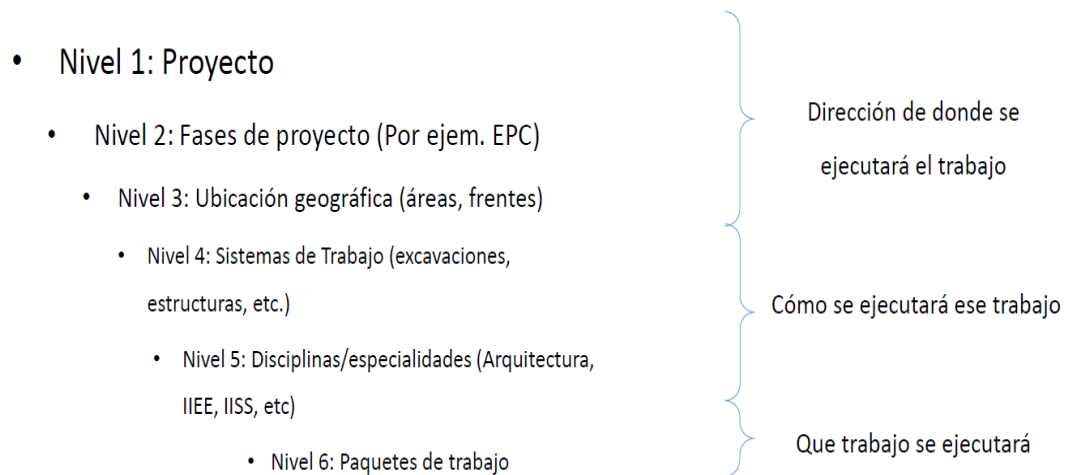 • Nivel 1: Proyecto
• Nivel 2: Fases de proyecto (Por ejem. EPC)
• Nivel 3: Ubicación geográfica (áreas, frentes)
• Nivel 4: Sistemas de Trabajo (excavaciones,
estructuras, etc.)
• Nivel 5: Disciplinas/especialidades (Arquitectura,
IIEE, IISS, etc)
• Nivel 6: Paquetes de trabajo
Dirección de donde se
ejecutará el trabajo
Cómo se ejecutará ese trabajo
Que trabajo se ejecutará